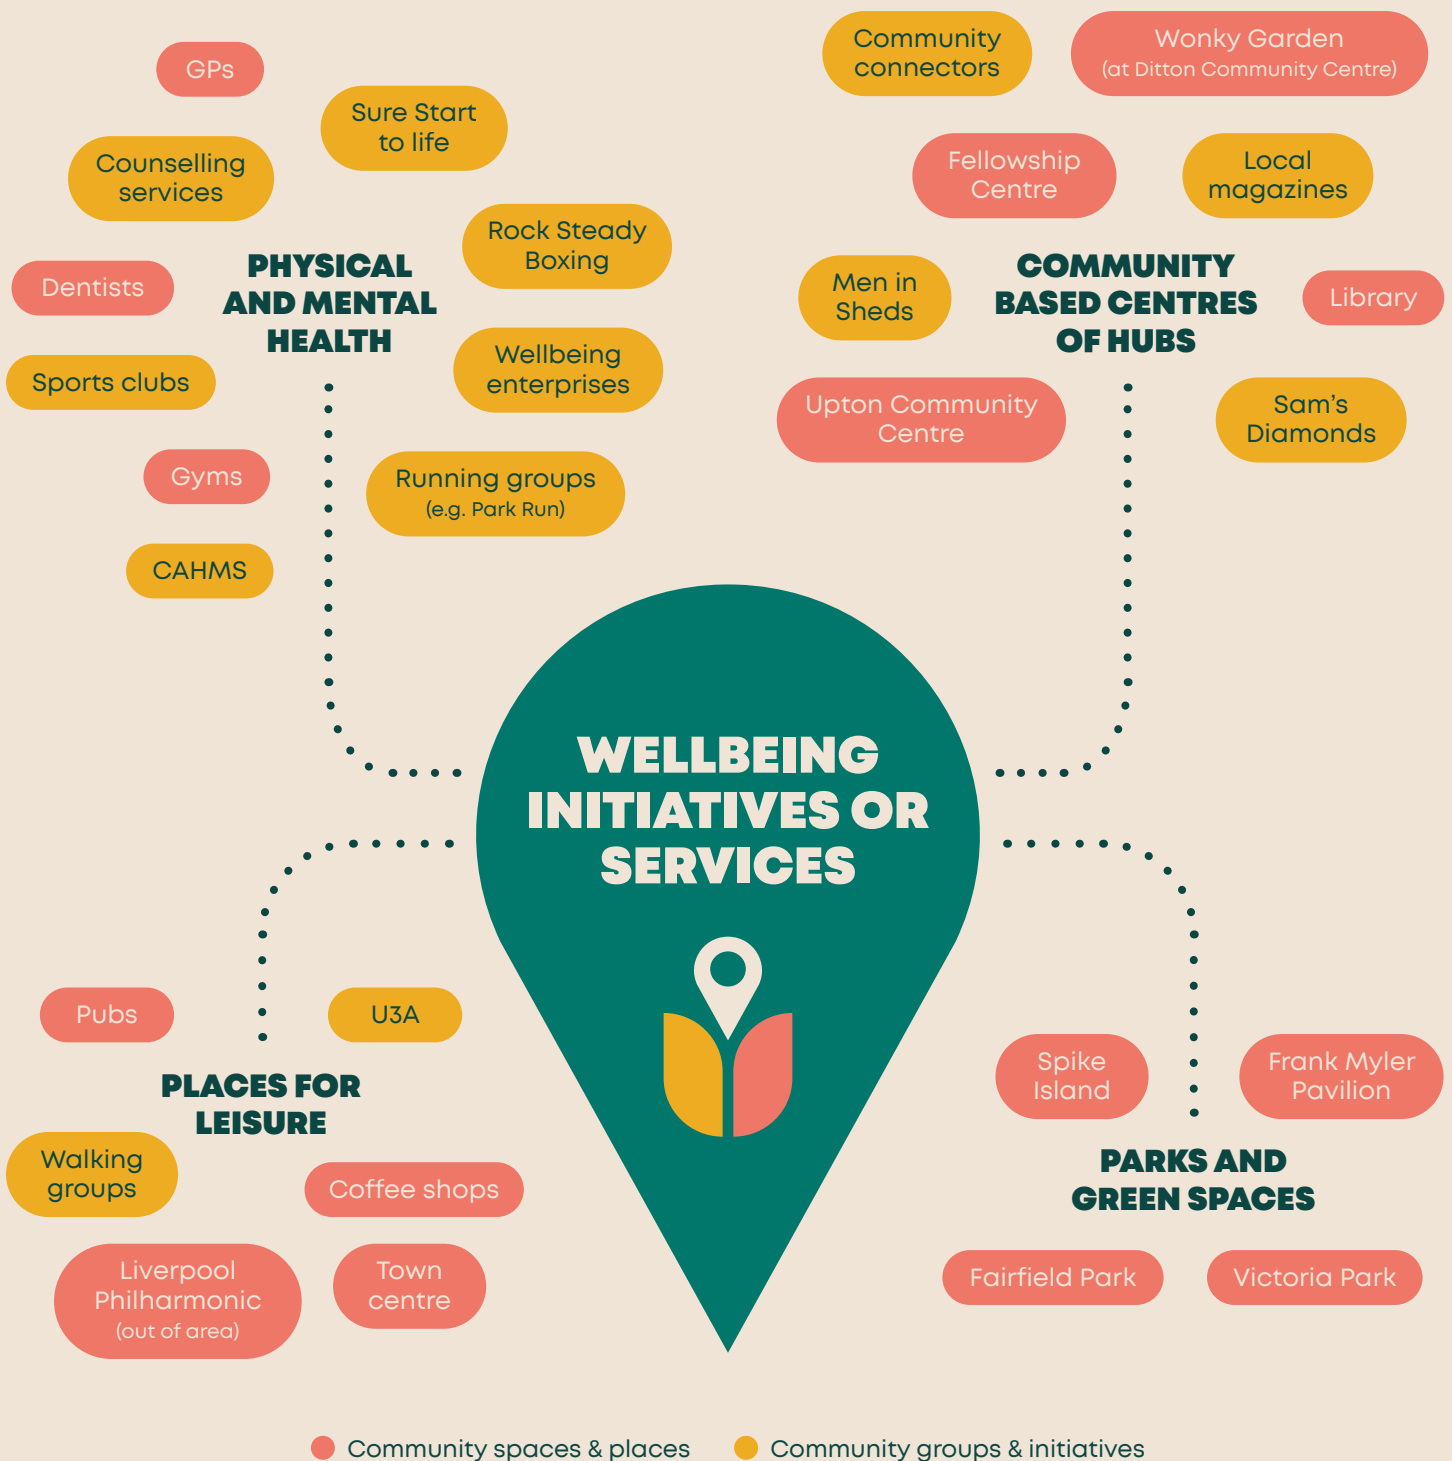 GPs
Sure Start
to life
Counselling
services
Rock Steady
Boxing
Dentists
PHYSICAL
AND MENTAL
HEALTH
Sports clubs
Wellbeing
enterprises
Gyms
Running groups
(e.g. Park Run)
CAHMS
Community
connectors
Wonky Garden
(at Ditton Community Centre)
Fellowship
Centre
Local
magazines
Men in
Sheds
COMMUNITY
BASED CENTRES
OF HUBS
Library
Upton Community
Centre
Sam's
Diamonds
WELLBEING
INITIATIVES OR
SERVICES
Pubs
U3A
PLACES FOR
LEISURE
Walking
groups
Coffee shops
Liverpool
Philharmonic
(out of area)
Town
centre
Spike
Island
Frank Myler
Pavilion
PARKS AND
GREEN SPACES
Fairfield Park
Victoria Park
Community spaces & places
Community groups & initiatives